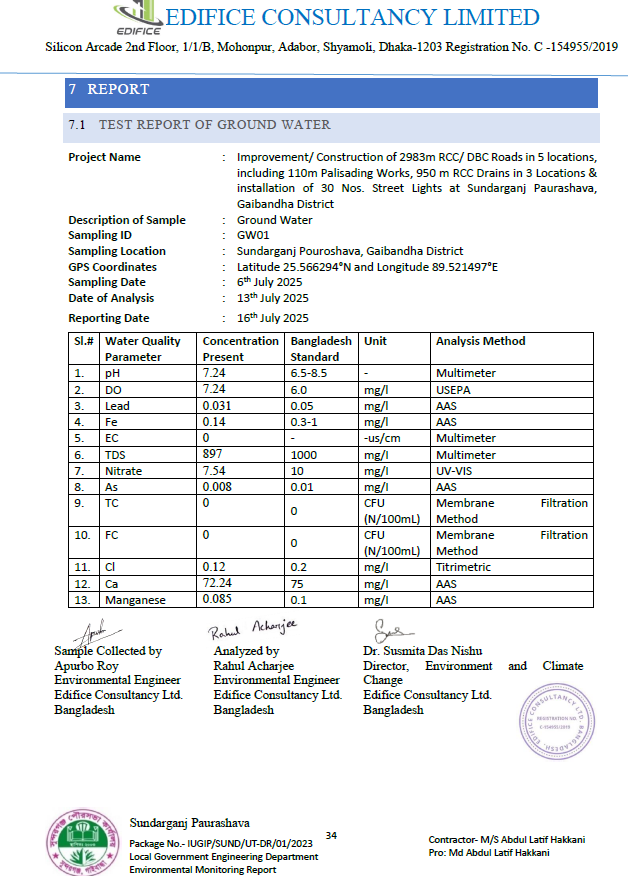 EDIFICE
EDIFICE CONSULTANCY LIMITED
Silicon Arcade 2nd Floor, 1/1/B, Mohonpur, Adabor, Shyamoli, Dhaka-1203 Registration No. C -154955/2019
7 REPORT
7.1 TEST REPORT OF GROUND WATER
Project Name : Improvement/ Construction of 2983m RCC/ DBC Roads in 5 locations,
including 110m Palisading Works, 950 m RCC Drains in 3 Locations &
installation of 30 Nos. Street Lights at Sundarganj Paurashava,
Gaibandha District
Description of Sample : Ground Water
Sampling ID : GW01
Sampling Location : Sundarganj Pouroshava, Gaibandha District
GPS Coordinates : Latitude 25.566294°N and Longitude 89.521497°E
Sampling Date : 6th July 2025
Date of Analysis : 13th July 2025
Reporting Date : 16th July 2025
Sl.# Water Quality Parameter Concentration Present Bangladesh Standard Unit Analysis Method
1. pH 7.24 6.5-8.5 - Multimeter
2. DO 7.24 6.0 mg/l USEPA
3. Lead 0.031 0.05 mg/l AAS
4. Fe 0.14 0.3-1 mg/l AAS
5. EC 0 - -us/cm Multimeter
6. TDS 897 1000 mg/l Multimeter
7. Nitrate 7.54 10 mg/l UV-VIS
8. As 0.008 0.01 mg/l AAS
9. TC 0 0 CFU (N/100mL) Membrane Filtration Method
10. FC 0 0 CFU (N/100mL) Membrane Filtration Method
11. Cl 0.12 0.2 mg/l Titrimetric
12. Ca 72.24 75 mg/l AAS
13. Manganese 0.085 0.1 mg/l AAS
Apurbo Rahul Acharjee
Sample Collected by Analyzed by Dr. Susmita Das Nishu
Apurbo Roy Rahul Acharjee Director, Environment and Climate
Environmental Engineer Environmental Engineer Change
Edifice Consultancy Ltd. Edifice Consultancy Ltd. Edifice Consultancy Ltd.
Bangladesh Bangladesh Bangladesh
EDIFICE CONSULTANCY LTD. BANGLADESH.
REGISTRATION NO.
C-154955/2019
সুন্দরগঞ্জ পৌরসভা কার্যালয়
সুন্দরগঞ্জ, গাইবান্ধা
Sundarganj Paurashava
34
Package No.- IUGIP/SUND/UT-DR/01/2023 Contractor- M/S Abdul Latif Hakkani
Local Government Engineering Department Pro: Md Abdul Latif Hakkani
Environmental Monitoring Report